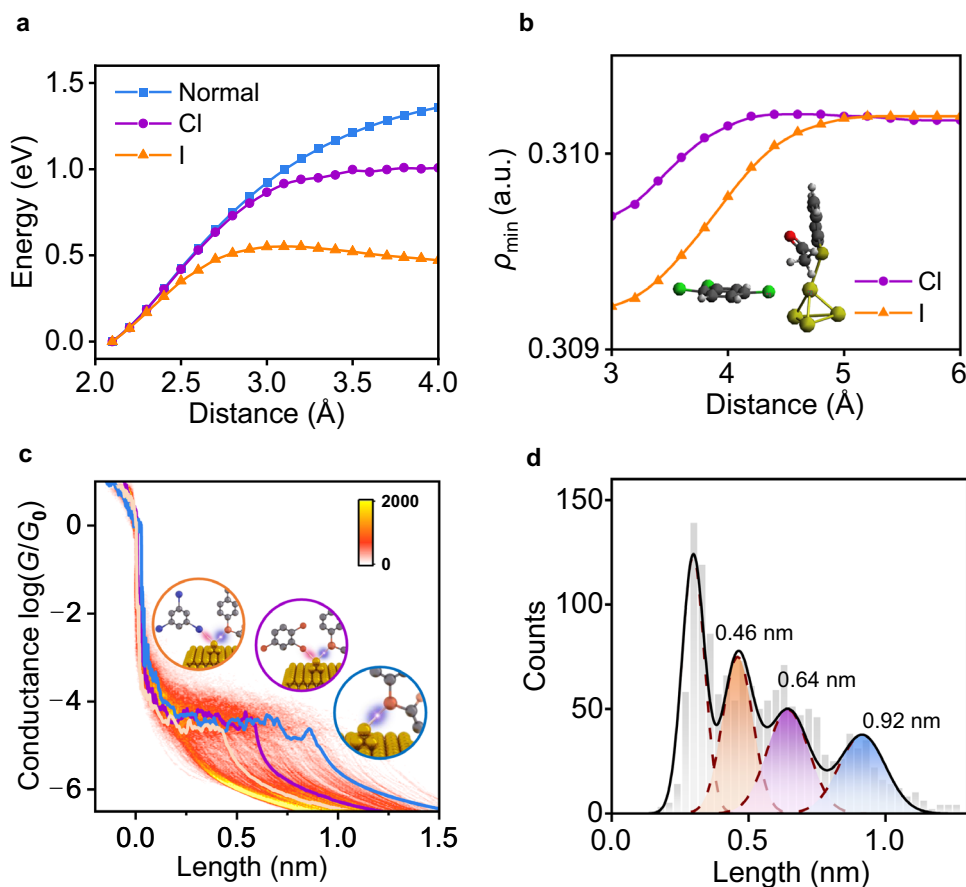 a
1.5
1.0
0.5
0.0
Energy (eV)
Normal
Cl
I
2.0
2.5
3.0
3.5
4.0
Distance (Å)
b
0.310
0.309
ρmin (a.u.)
Cl
I
3
4
5
6
Distance (Å)
c
0
−2
−4
−6
Conductance log(G/G0)
2000
0
0.0
0.5
1.0
1.5
Length (nm)
d
150
100
50
0
Counts
0.46 nm
0.64 nm
0.92 nm
0.0
0.5
1.0
Length (nm)